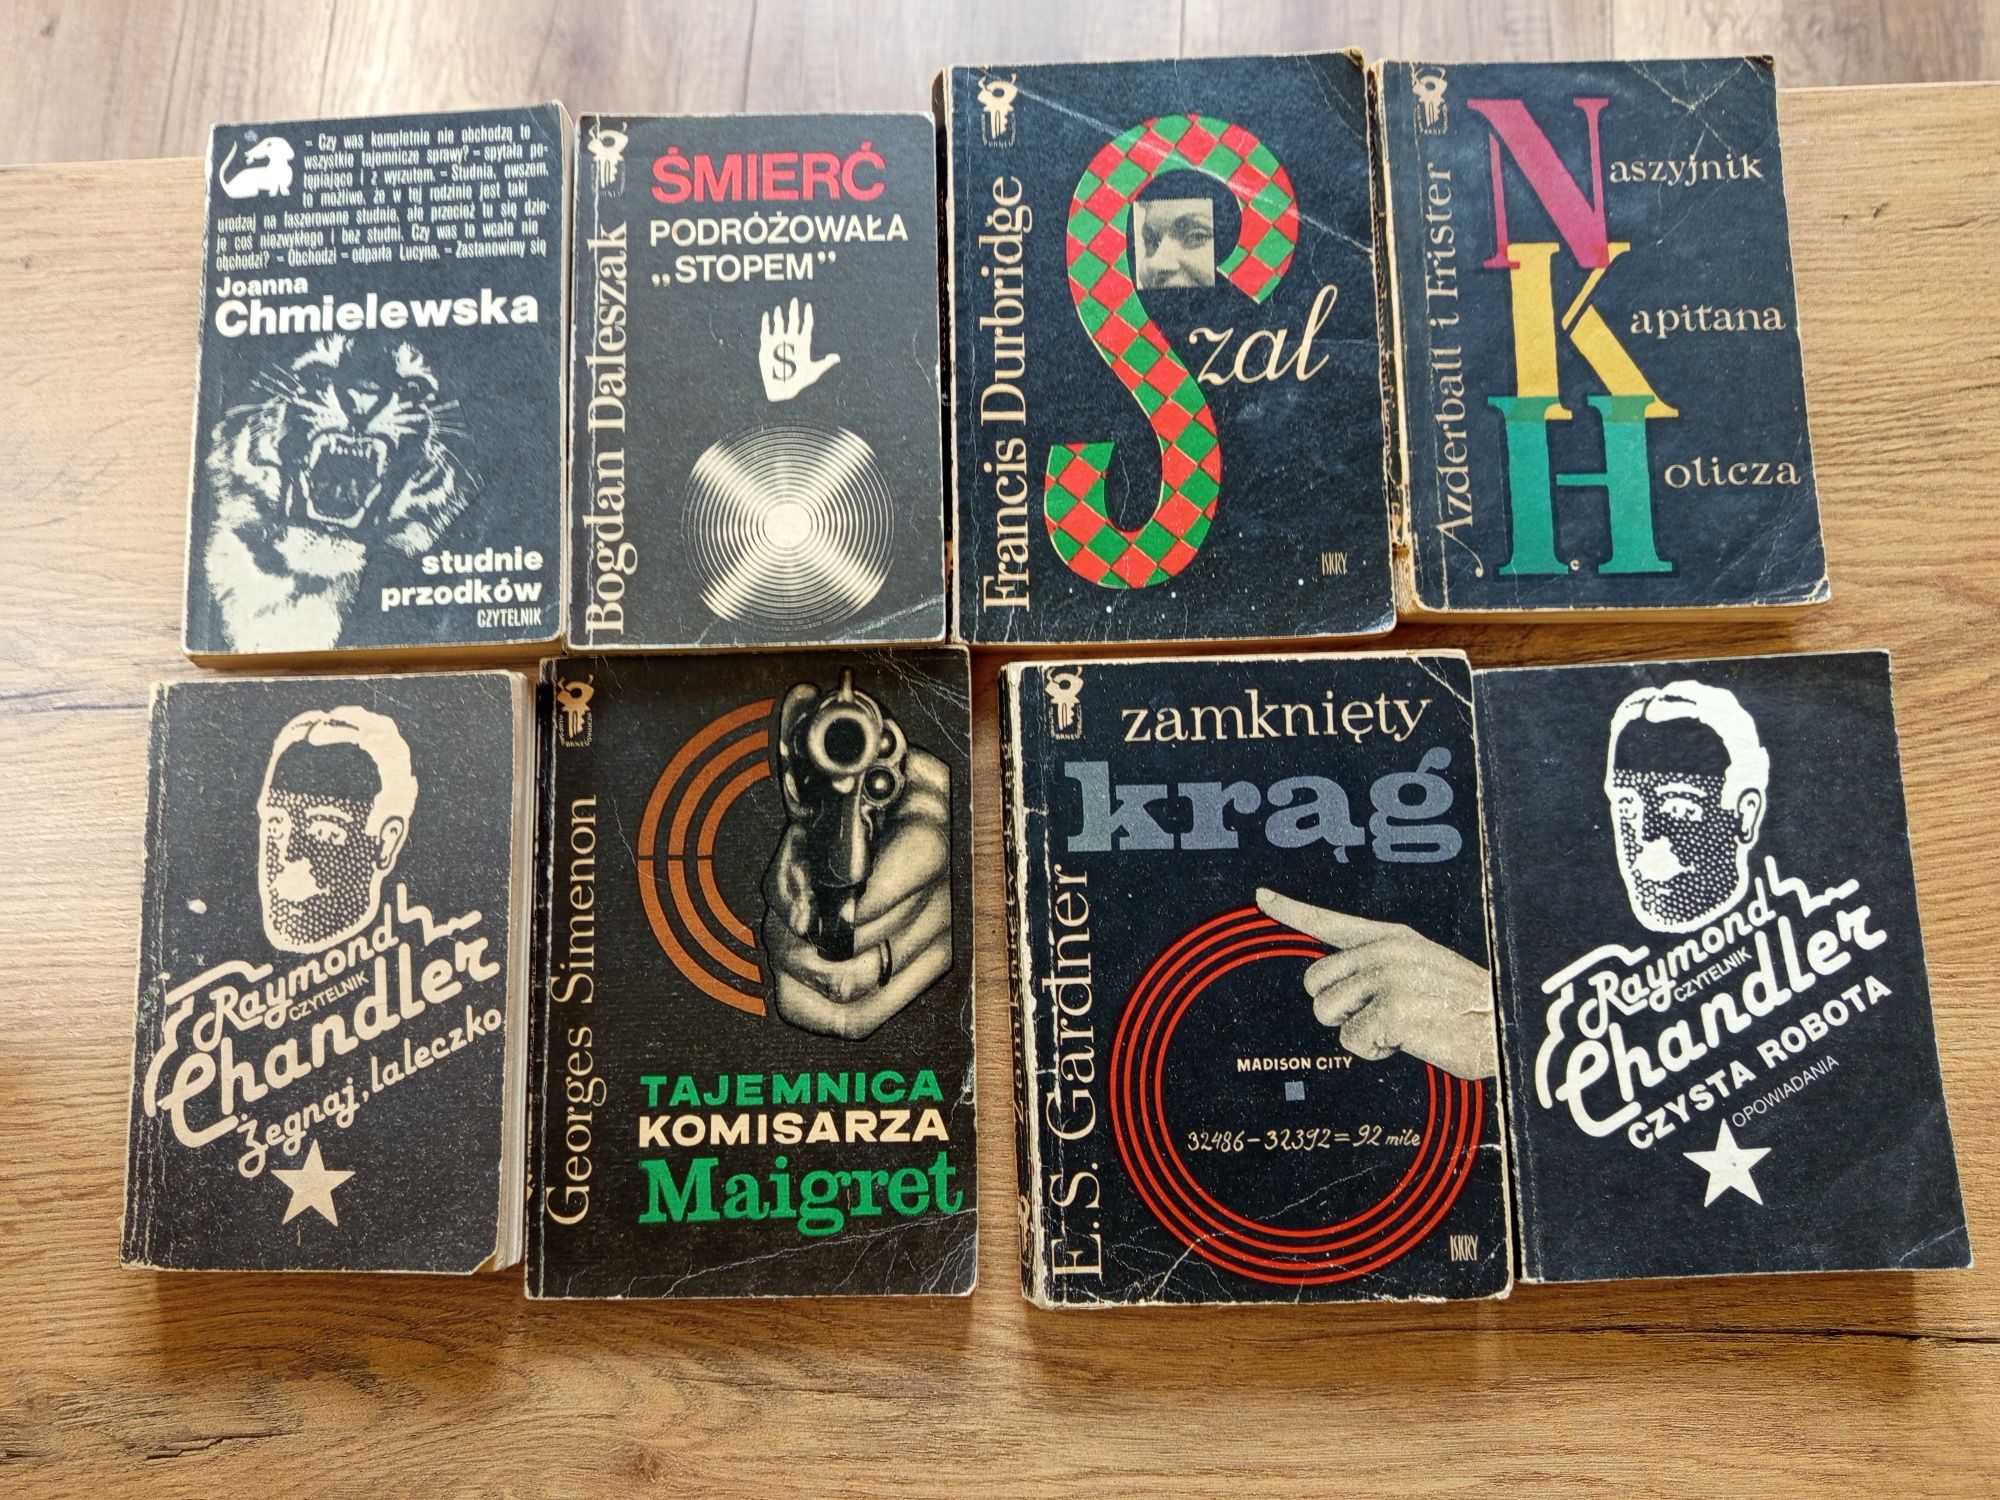 – Czy was kompletnie nie obchodzą te
wszystkie tajemnicze sprawy? – spytała po-
tępiająco i z wyrzutem. – Studnia, owszem,
to możliwe, że w tej rodzinie jest taki
urodzaj na faszerowane studnie, ale przecież tu się dzie-
je coś niezwykłego i bez studni. Czy was to wcale nie
obchodzi? – Obchodzi – odparła Lucyna. – Zastanowimy się
Joanna
Chmielewska
studnie
przodków
CZYTELNIK
Bogdan Daleszak
ŚMIERĆ
PODRÓŻOWAŁA
„STOPEM”
$
Francis Durbridge
Szal
ISKRY
Azderball i Frister
Naszyjnik
Kapitana
Holicza
Raymond
CZYTELNIK
Chandler
Żegnaj, laleczko
Georges Simenon
TAJEMNICA
KOMISARZA
Maigret
E.S. Gardner
zamknięty
krąg
MADISON CITY
32486 – 32392 = 92 mile
ISKRY
Raymond
CZYTELNIK
Chandler
CZYSTA ROBOTA
OPOWIADANIA